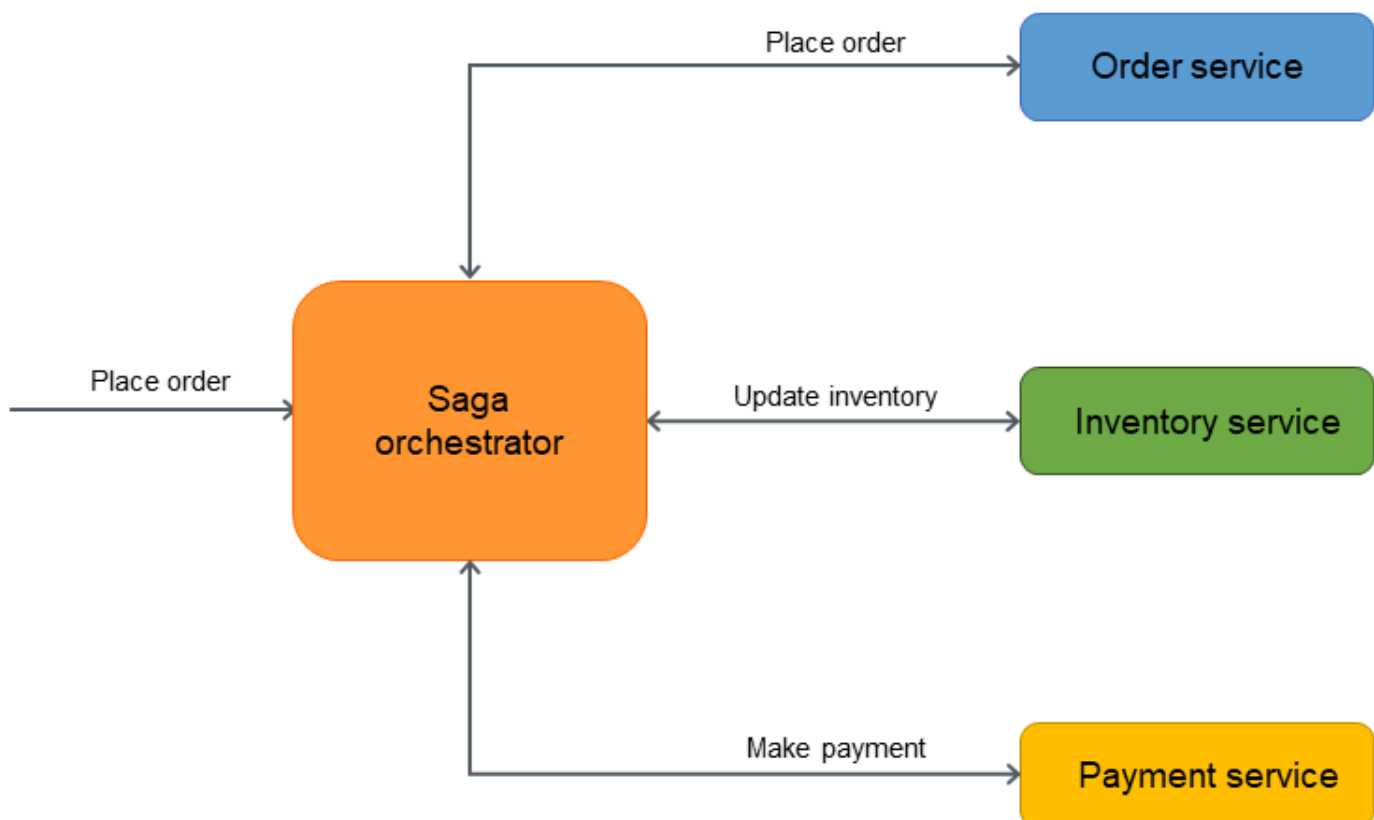 Place order
Order service
Place order
Saga
orchestrator
Update inventory
Inventory service
Make payment
Payment service